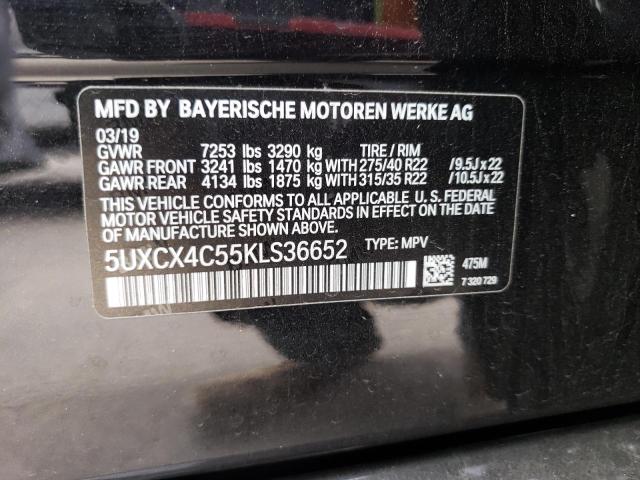 MFD BY BAYERISCHE MOTOREN WERKE AG
03/19
GVWR 7253 lbs 3290 kg TIRE / RIM
GAWR FRONT 3241 lbs 1470 kg WITH 275/40 R22 /9.5J x 22
GAWR REAR 4134 lbs 1875 kg WITH 315/35 R22 /10.5J x 22
THIS VEHICLE CONFORMS TO ALL APPLICABLE U. S. FEDERAL
MOTOR VEHICLE SAFETY STANDARDS IN EFFECT ON THE DATE
OF MANUFACTURE SHOWN ABOVE.
5UXCX4C55KLS36652 TYPE: MPV
475M
7 320 729